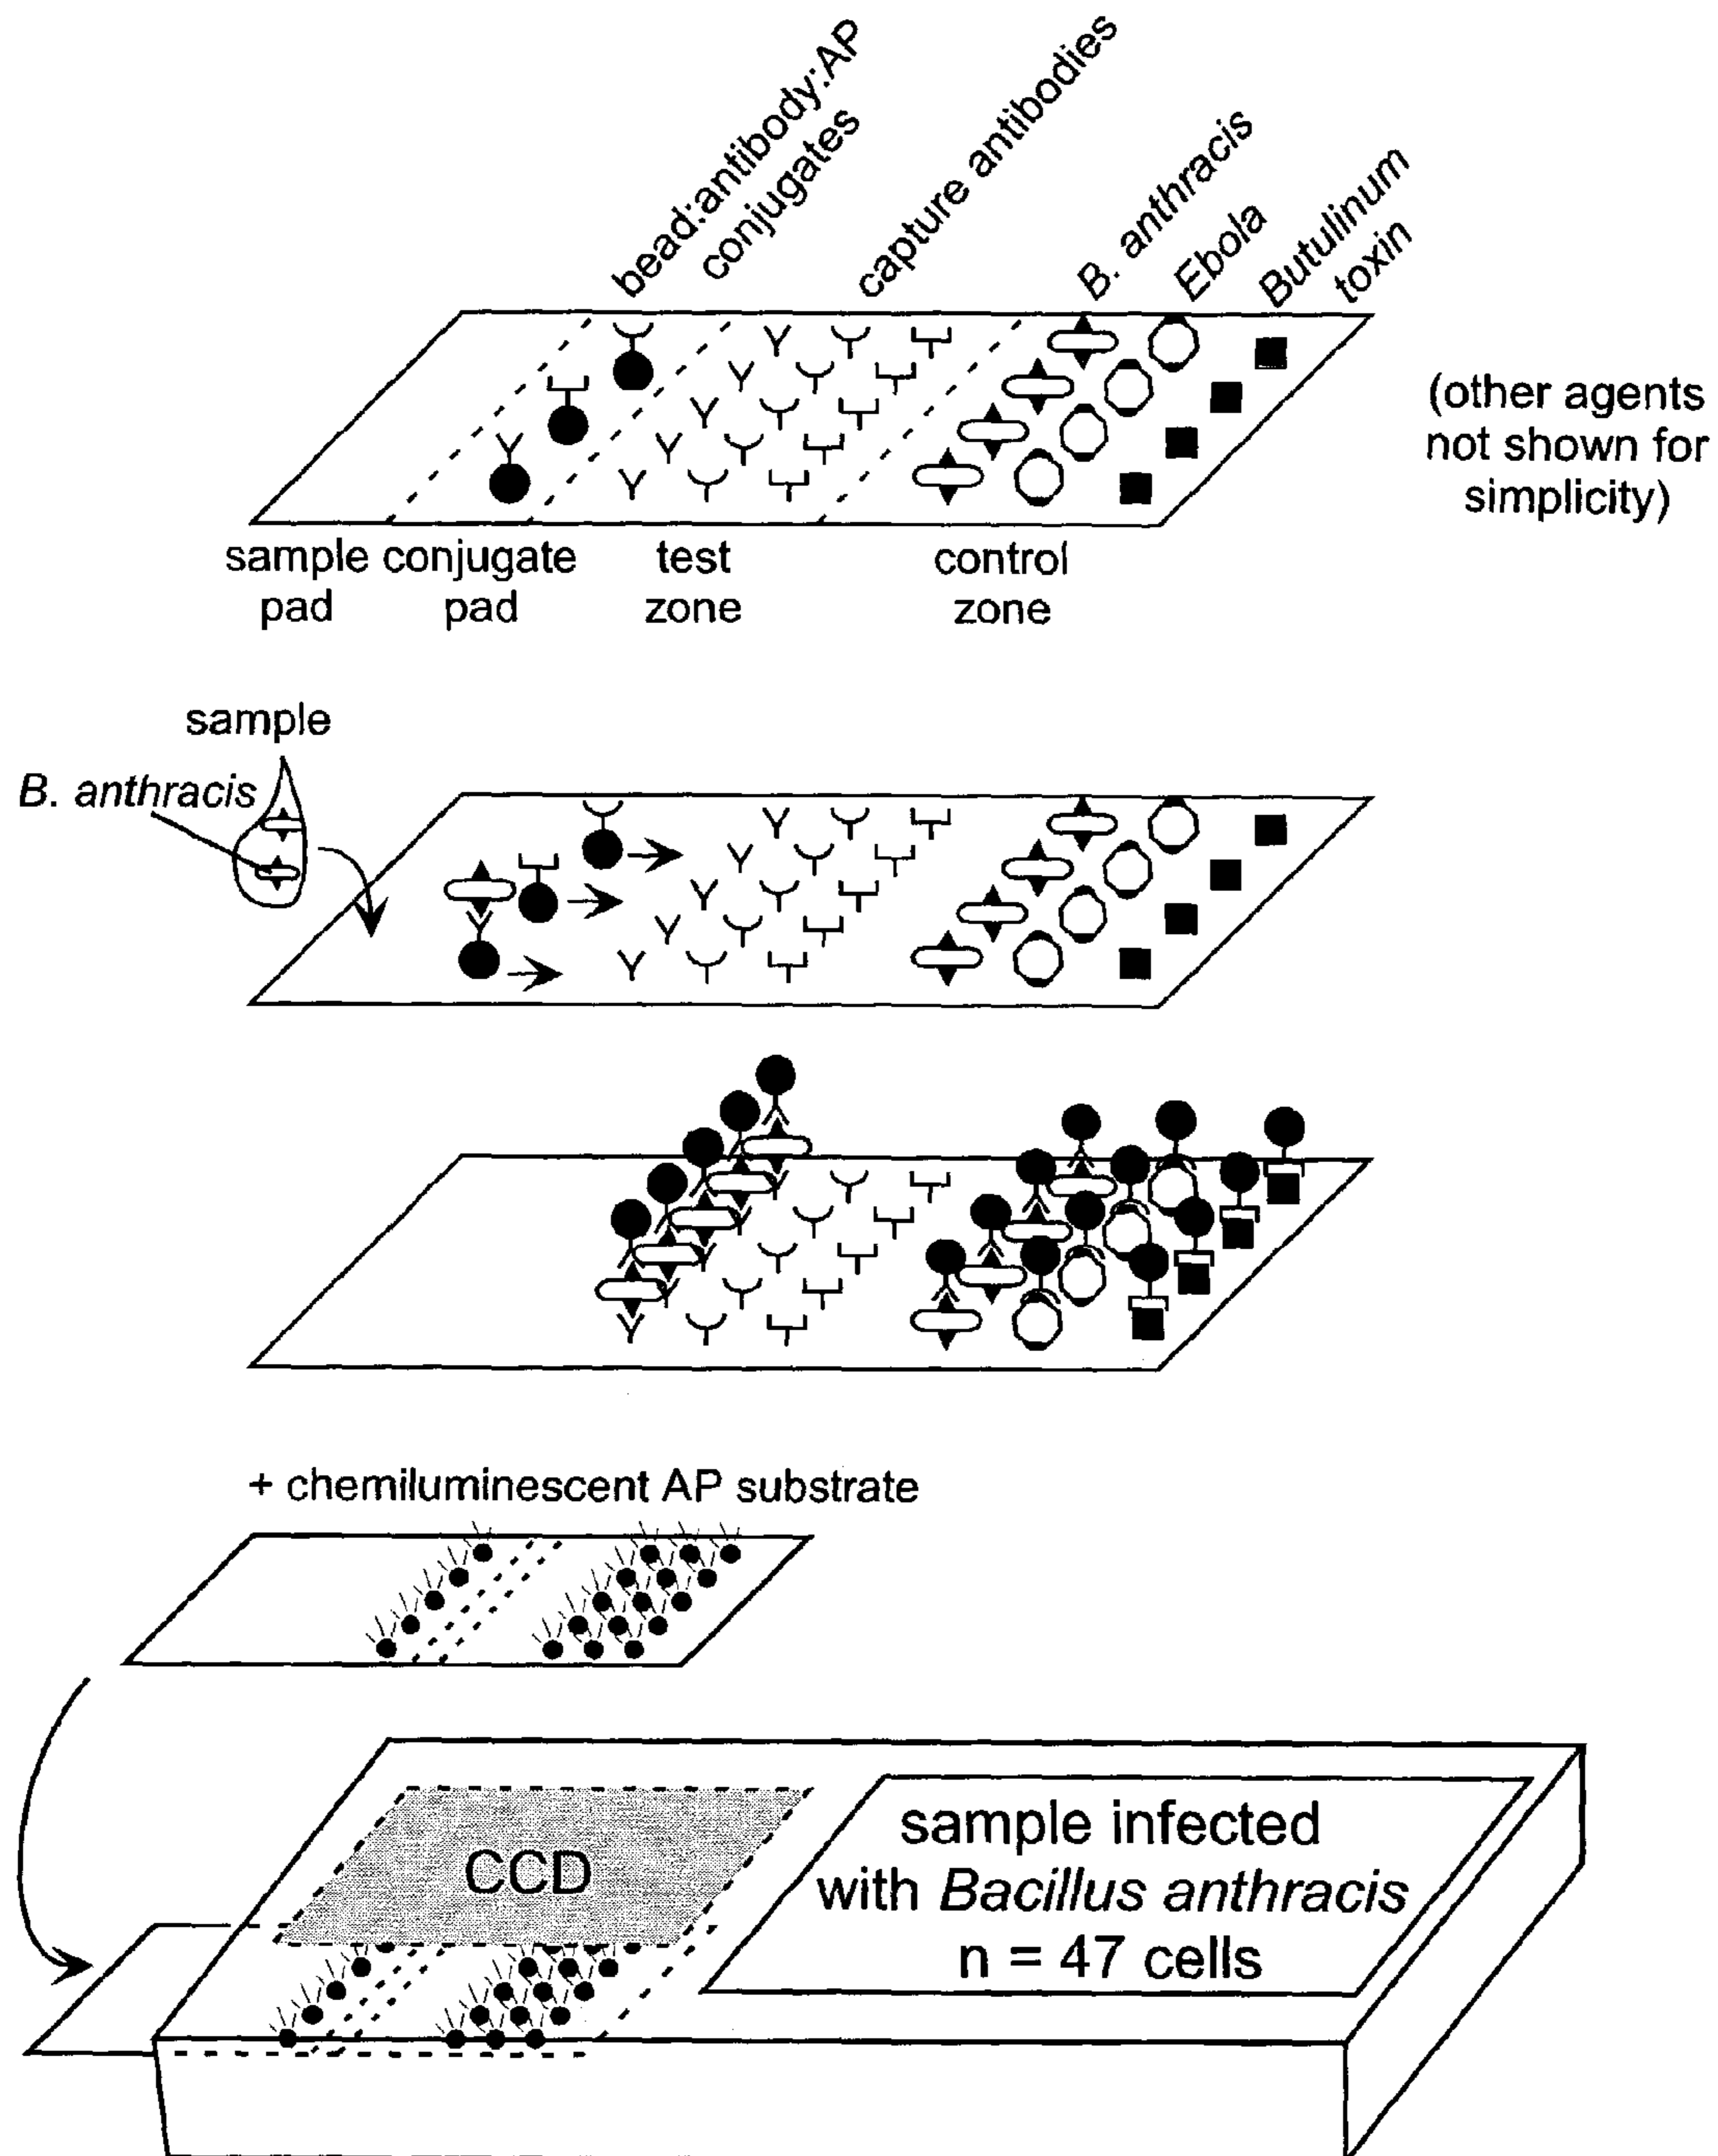 bead:antibody:AP
conjugates
capture antibodies
B. anthracis
Ebola
Butulinum
toxin
(other agents
not shown for
simplicity)
sample conjugate test control
pad pad zone zone
sample
B. anthracis
+ chemiluminescent AP substrate
CCD
sample infected
with Bacillus anthracis
n = 47 cells